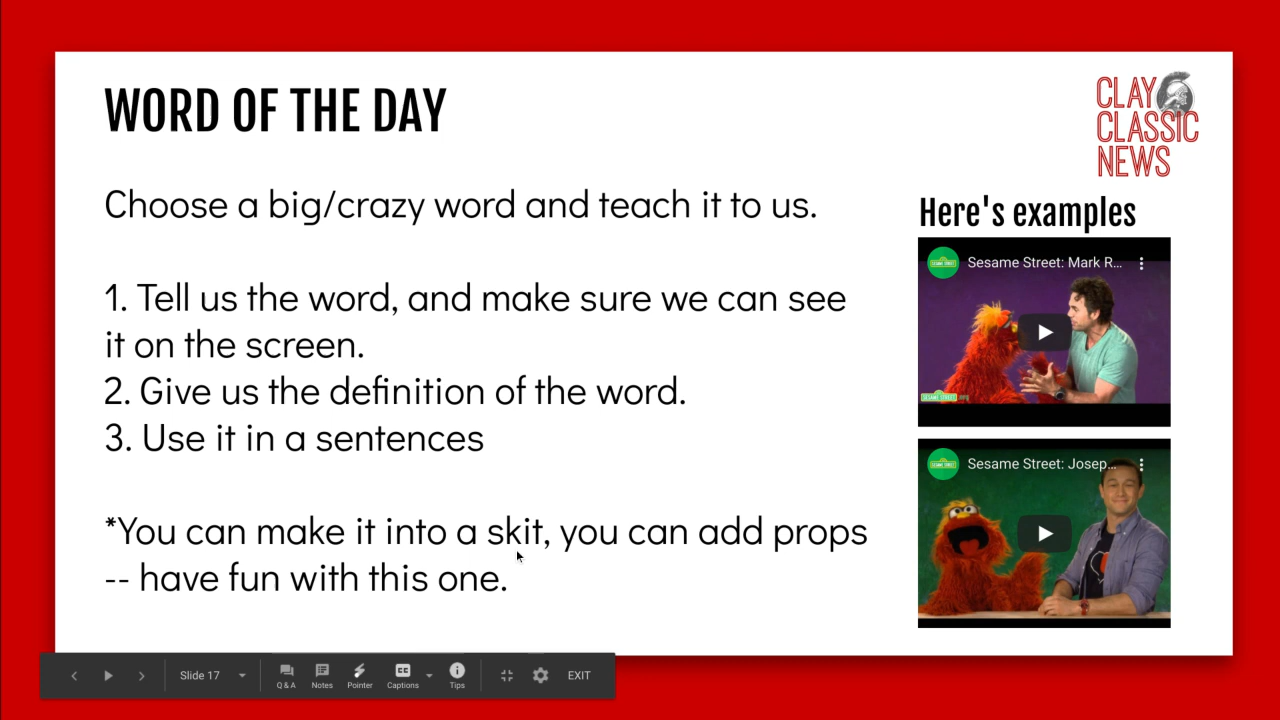 WORD OF THE DAY
CLAY
CLASSIC
NEWS
Choose a big/crazy word and teach it to us.
1. Tell us the word, and make sure we can see
it on the screen.
2. Give us the definition of the word.
3. Use it in a sentences
*You can make it into a skit, you can add props
-- have fun with this one.
Here's examples
Sesame Street: Mark R...
SESAME STREET
Sesame Street: Josep...
Slide 17
Q & A
Notes
Pointer
Captions
Tips
EXIT